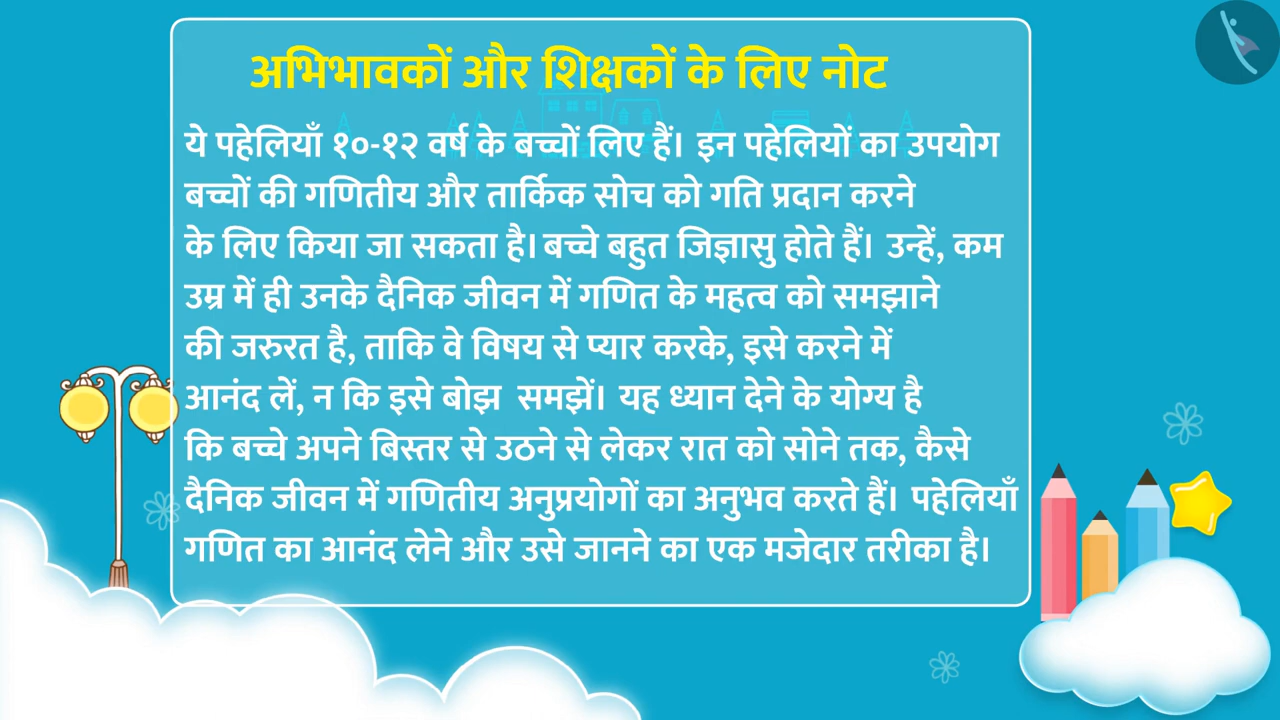 अभिभावकों और शिक्षकों के लिए नोट
ये पहेलियाँ १०-१२ वर्ष के बच्चों लिए हैं। इन पहेलियों का उपयोग
बच्चों की गणितीय और तार्किक सोच को गति प्रदान करने
के लिए किया जा सकता है। बच्चे बहुत जिज्ञासु होते हैं। उन्हें, कम
उम्र में ही उनके दैनिक जीवन में गणित के महत्व को समझाने
की जरुरत है, ताकि वे विषय से प्यार करके, इसे करने में
आनंद लें, न कि इसे बोझ समझें। यह ध्यान देने के योग्य है
कि बच्चे अपने बिस्तर से उठने से लेकर रात को सोने तक, कैसे
दैनिक जीवन में गणितीय अनुप्रयोगों का अनुभव करते हैं। पहेलियाँ
गणित का आनंद लेने और उसे जानने का एक मजेदार तरीका है।